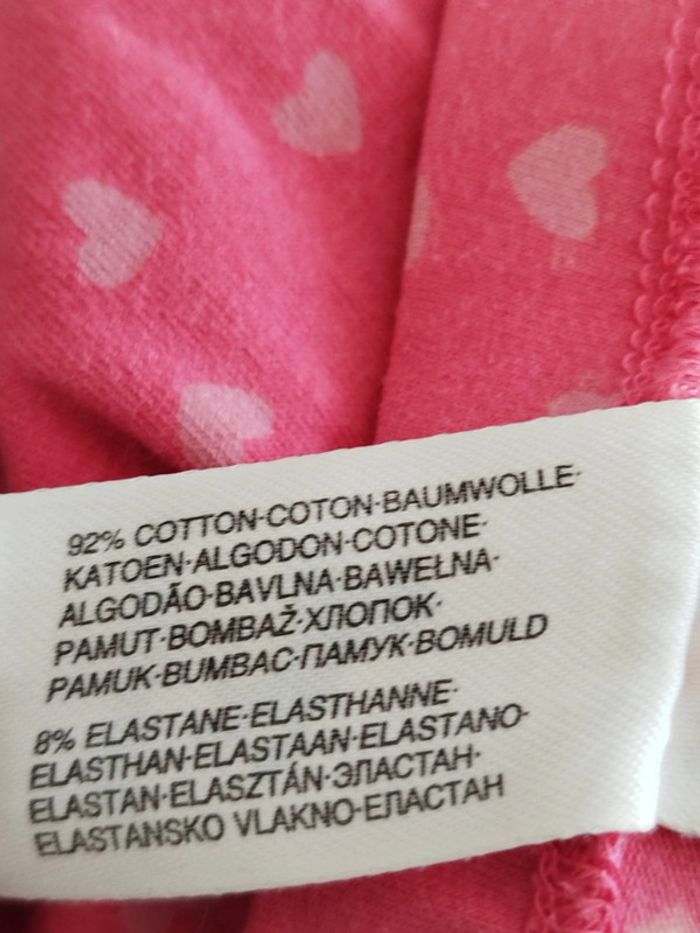 92% COTTON·COTON·BAUMWOLLE·
KATOEN·ALGODON·COTONE·
ALGODÃO·BAVLNA·BAWEŁNA·
PAMUT·BOMBAŽ·ХЛОПОК·
PAMUK·BUMBAC·ПАМУК·BOMULD
8% ELASTANE·ELASTHANNE·
ELASTHAN·ELASTAAN·ELASTANO·
ELASTAN·ELASZTÁN·ЭЛАСТАН·
ELASTANSKO VLAKNO·ЕЛАСТАН